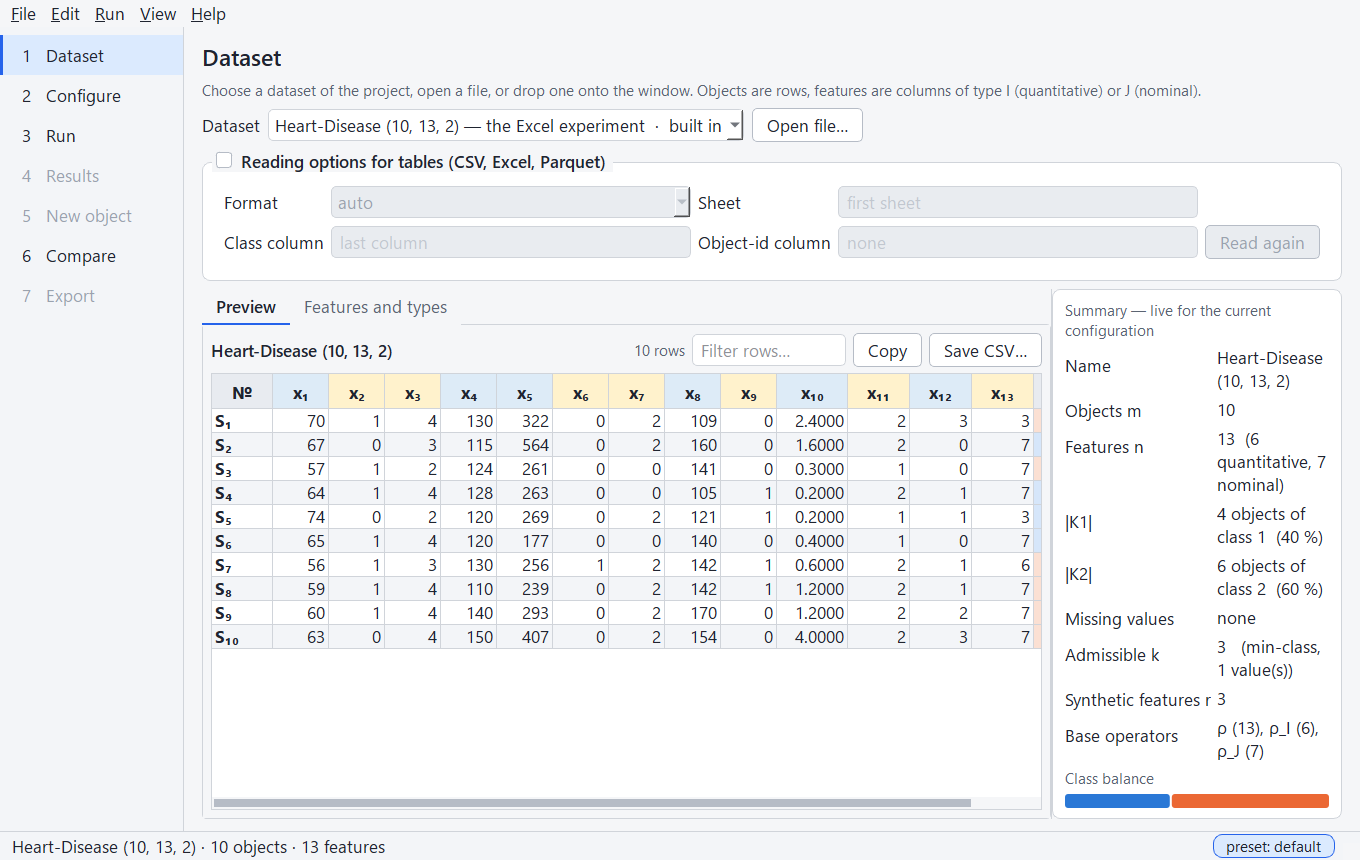 File Edit Run View Help
1 Dataset
2 Configure
3 Run
4 Results
5 New object
6 Compare
7 Export
Dataset
Choose a dataset of the project, open a file, or drop one onto the window. Objects are rows, features are columns of type I (quantitative) or J (nominal).
Dataset Heart-Disease (10, 13, 2) — the Excel experiment · built in Open file...
Reading options for tables (CSV, Excel, Parquet)
Format auto Sheet first sheet
Class column last column Object-id column none Read again
Preview Features and types
Heart-Disease (10, 13, 2) 10 rows Filter rows... Copy Save CSV...
№ x₁ x₂ x₃ x₄ x₅ x₆ x₇ x₈ x₉ x₁₀ x₁₁ x₁₂ x₁₃
S₁ 70 1 4 130 322 0 2 109 0 2.4000 2 3 3
S₂ 67 0 3 115 564 0 2 160 0 1.6000 2 0 7
S₃ 57 1 2 124 261 0 0 141 0 0.3000 1 0 7
S₄ 64 1 4 128 263 0 0 105 1 0.2000 2 1 7
S₅ 74 0 2 120 269 0 2 121 1 0.2000 1 1 3
S₆ 65 1 4 120 177 0 0 140 0 0.4000 1 0 7
S₇ 56 1 3 130 256 1 2 142 1 0.6000 2 1 6
S₈ 59 1 4 110 239 0 2 142 1 1.2000 2 1 7
S₉ 60 1 4 140 293 0 2 170 0 1.2000 2 2 7
S₁₀ 63 0 4 150 407 0 2 154 0 4.0000 2 3 7
Summary — live for the current
configuration
Name Heart-Disease
(10, 13, 2)
Objects m 10
Features n 13 (6
quantitative, 7
nominal)
|K1| 4 objects of
class 1 (40 %)
|K2| 6 objects of
class 2 (60 %)
Missing values none
Admissible k 3 (min-class,
1 value(s))
Synthetic features r 3
Base operators ρ (13), ρ_I (6),
ρ_J (7)
Class balance
Heart-Disease (10, 13, 2) · 10 objects · 13 features preset: default